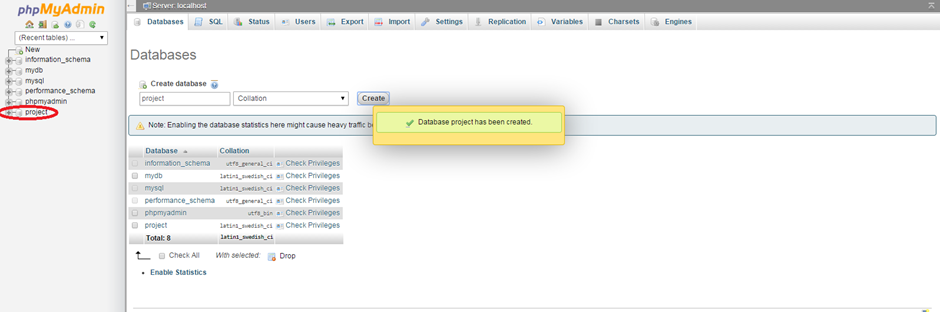 phpMyAdmin
(Recent tables) ...
New
information_schema
mydb
mysql
performance_schema
phpmyadmin
project
Server: localhost
Databases SQL Status Users Export Import Settings Replication Variables Charsets Engines
Databases
Create database
project Collation Create
Database project has been created.
Note: Enabling the database statistics here might cause heavy traffic be
Database Collation
information_schema utf8_general_ci Check Privileges
mydb latin1_swedish_ci Check Privileges
mysql latin1_swedish_ci Check Privileges
performance_schema utf8_general_ci Check Privileges
phpmyadmin utf8_bin Check Privileges
project latin1_swedish_ci Check Privileges
Total: 8 latin1_swedish_ci
Check All With selected: Drop
Enable Statistics